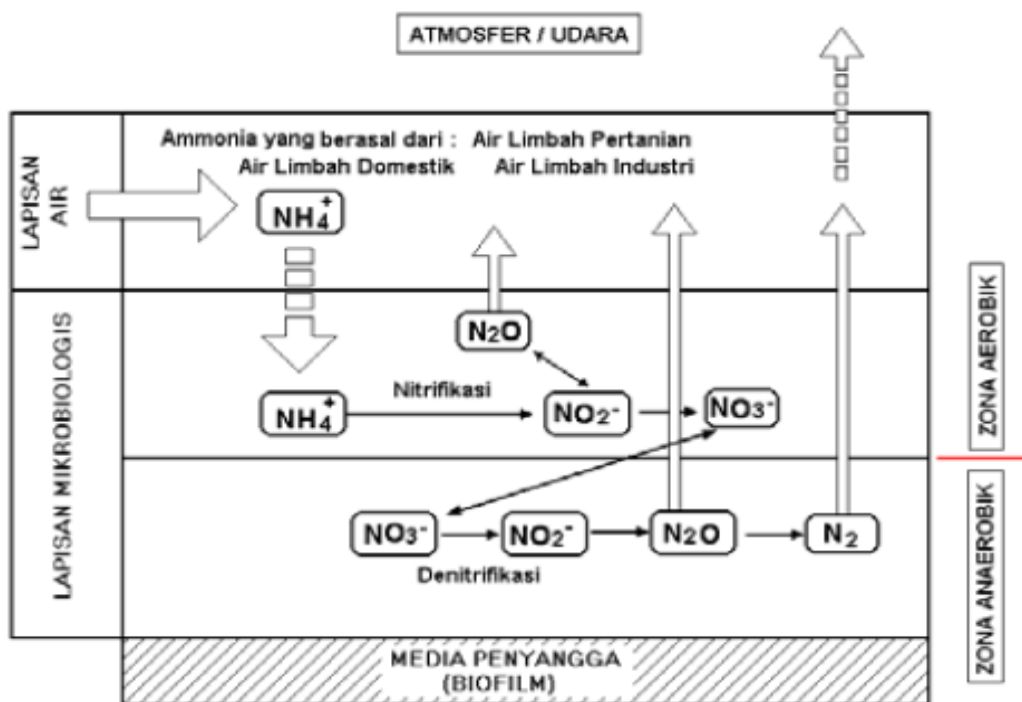 ATMOSFER / UDARA
Ammonia yang berasal dari : Air Limbah Pertanian
Air Limbah Domestik Air Limbah Industri
LAPISAN
AIR
NH₄⁺
N₂O
NH₄⁺
Nitrifikasi
NO₂⁻
NO₃⁻
LAPISAN MIKROBIOLOGIS
NO₃⁻
NO₂⁻
N₂O
N₂
Denitrifikasi
ZONA AEROBIK
ZONA ANAEROBIK
MEDIA PENYANGGA
(BIOFILM)